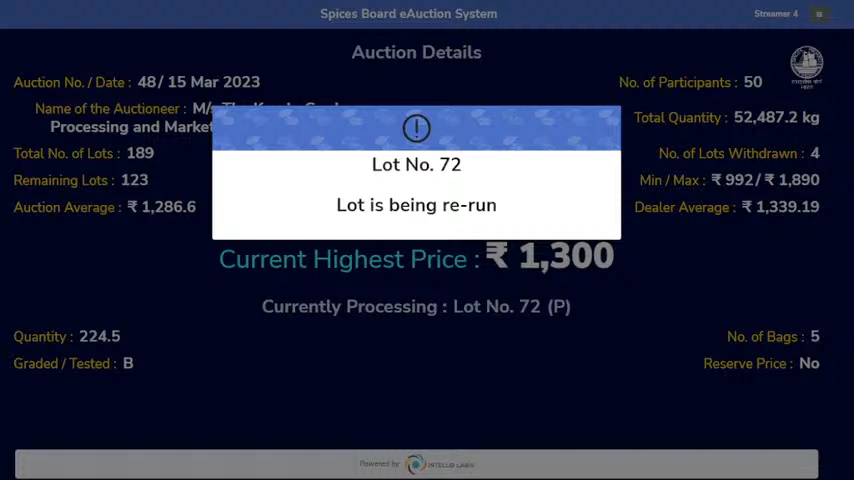 Spices Board eAuction System
Streamer 4
Auction Details
Auction No. / Date : 48/ 15 Mar 2023
No. of Participants : 50
Name of the Auctioneer : M/s
Processing and Market
Total Quantity : 52,487.2 kg
Total No. of Lots : 189
No. of Lots Withdrawn : 4
Remaining Lots : 123
Min / Max : ₹ 992/ ₹ 1,890
Auction Average : ₹ 1,286.6
Dealer Average : ₹ 1,339.19
Lot No. 72
Lot is being re-run
Current Highest Price : ₹ 1,300
Currently Processing : Lot No. 72 (P)
Quantity : 224.5
No. of Bags : 5
Graded / Tested : B
Reserve Price : No
Powered by INTELLO LABS